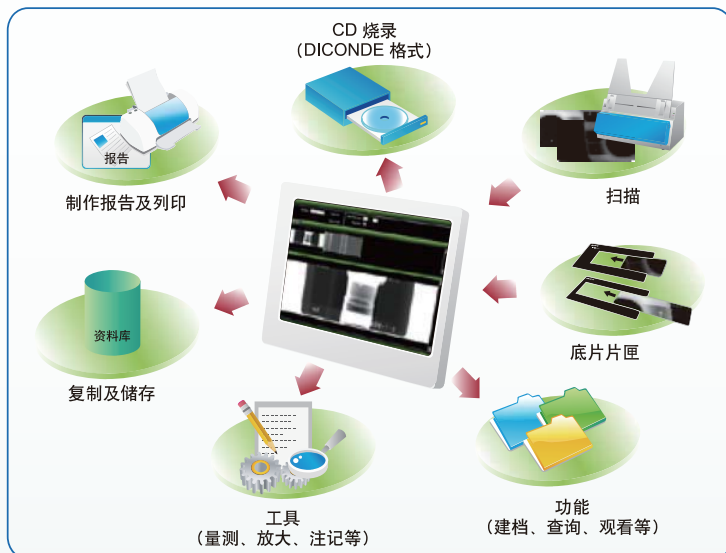 CD 烧录
（DICONDE 格式）
报告
制作报告及列印
扫描
资料库
复制及储存
底片片匣
工具
（量测、放大、注记等）
功能
（建档、查询、观看等）